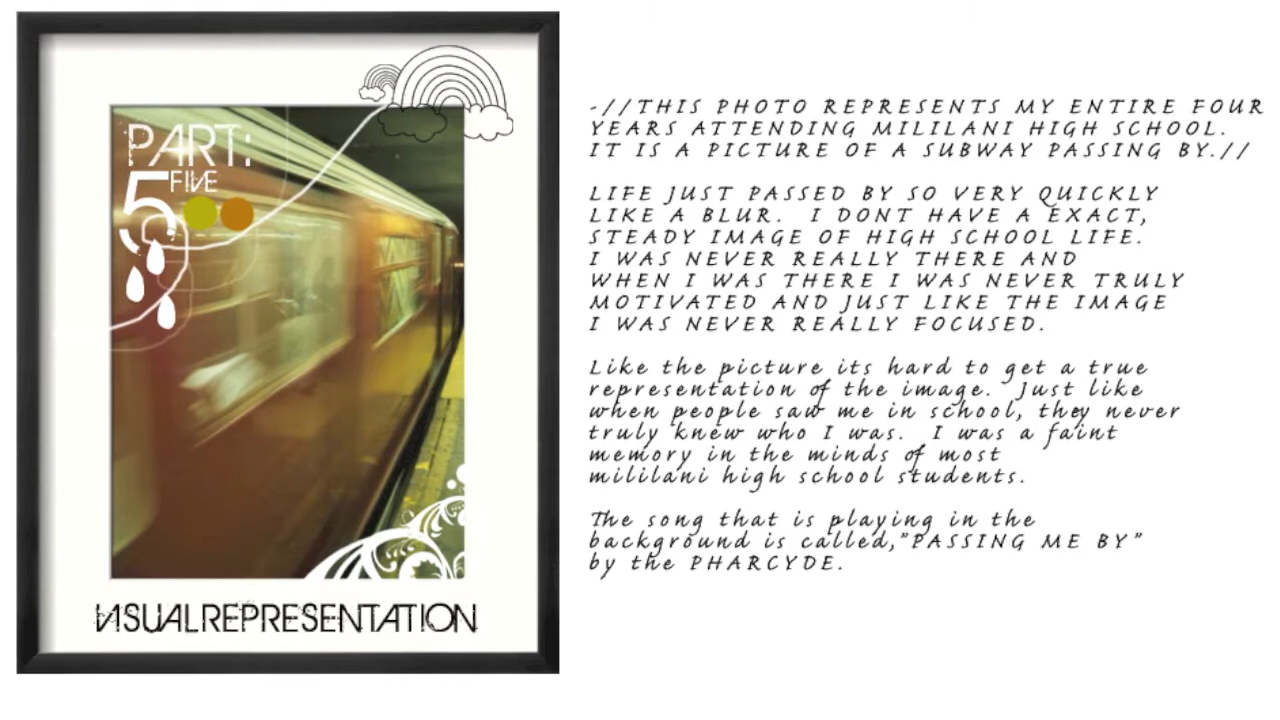 PART:
5 FIVE
VISUALREPRESENTATION
-//THIS PHOTO REPRESENTS MY ENTIRE FOUR
YEARS ATTENDING MILILANI HIGH SCHOOL.
IT IS A PICTURE OF A SUBWAY PASSING BY.//
LIFE JUST PASSED BY SO VERY QUICKLY
LIKE A BLUR. I DONT HAVE A EXACT,
STEADY IMAGE OF HIGH SCHOOL LIFE.
I WAS NEVER REALLY THERE AND
WHEN I WAS THERE I WAS NEVER TRULY
MOTIVATED AND JUST LIKE THE IMAGE
I WAS NEVER REALLY FOCUSED.
Like the picture its hard to get a true
representation of the image. Just like
when people saw me in school, they never
truly knew who I was. I was a faint
memory in the minds of most
mililani high school students.
The song that is playing in the
background is called,"PASSING ME BY"
by the PHARCYDE.